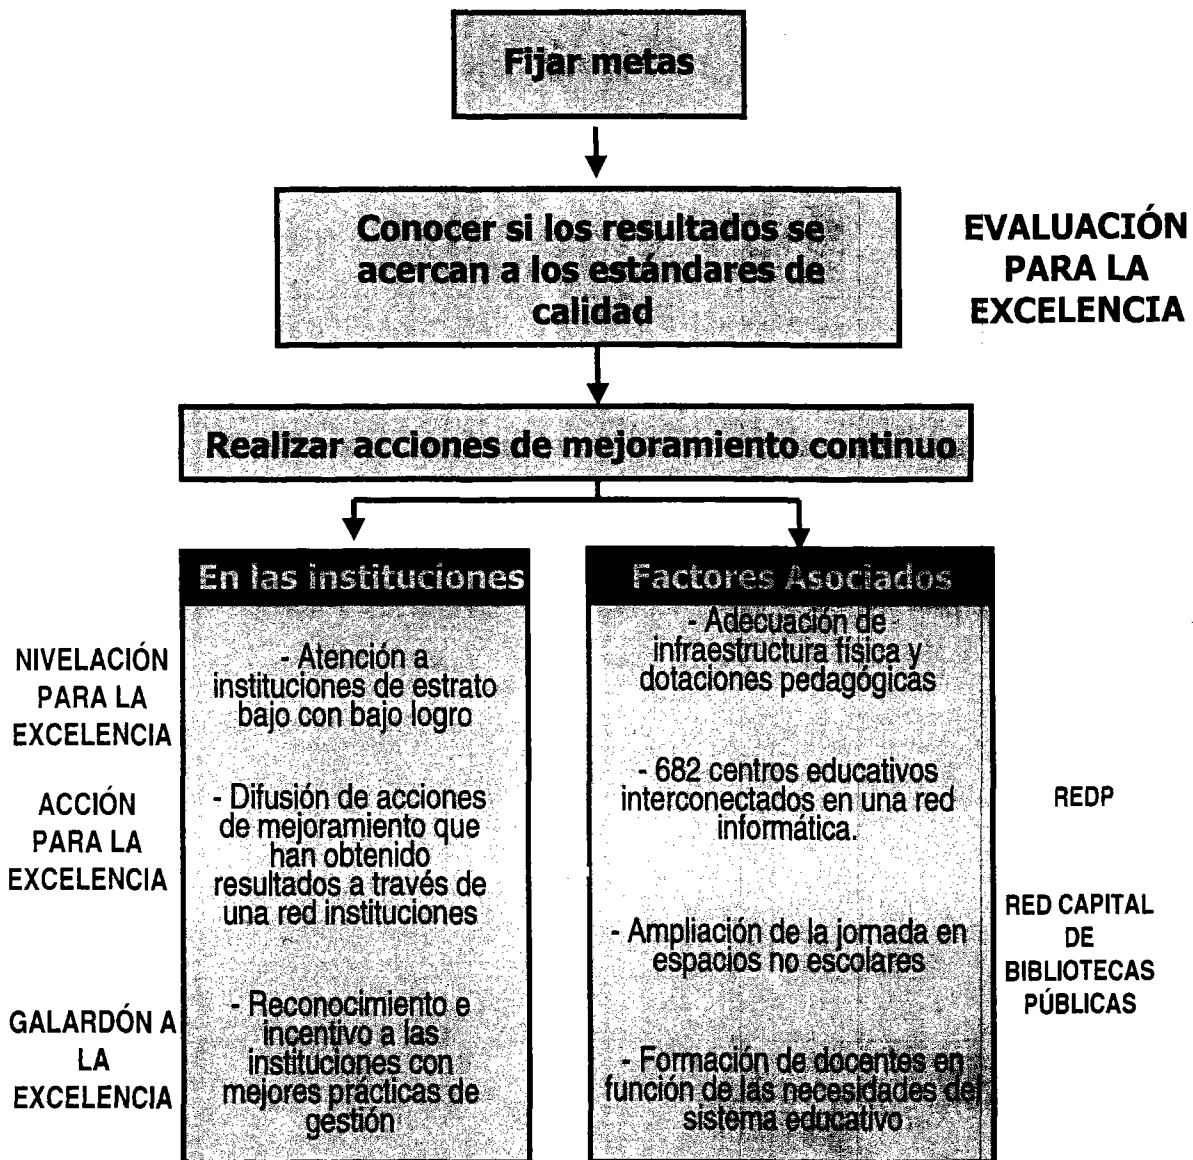 Fijar metas
Conocer si los resultados se
acercan a los estándares de
calidad
EVALUACIÓN
PARA LA
EXCELENCIA
Realizar acciones de mejoramiento continuo
En las instituciones
NIVELACIÓN
PARA LA
EXCELENCIA
- Atención a
instituciones de estrato
bajo con bajo logro
ACCIÓN
PARA LA
EXCELENCIA
- Difusión de acciones
de mejoramiento que
han obtenido
resultados a través de
una red instituciones
GALARDÓN A
LA
EXCELENCIA
- Reconocimiento e
incentivo a las
instituciones con
mejores prácticas de
gestión
Factores Asociados
- Adecuación de
infraestructura física y
dotaciones pedagógicas
- 682 centros educativos
interconectados en una red
informática.
REDP
- Ampliación de la jornada en
espacios no escolares
RED CAPITAL
DE
BIBLIOTECAS
PÚBLICAS
- Formación de docentes en
función de las necesidades del
sistema educativo